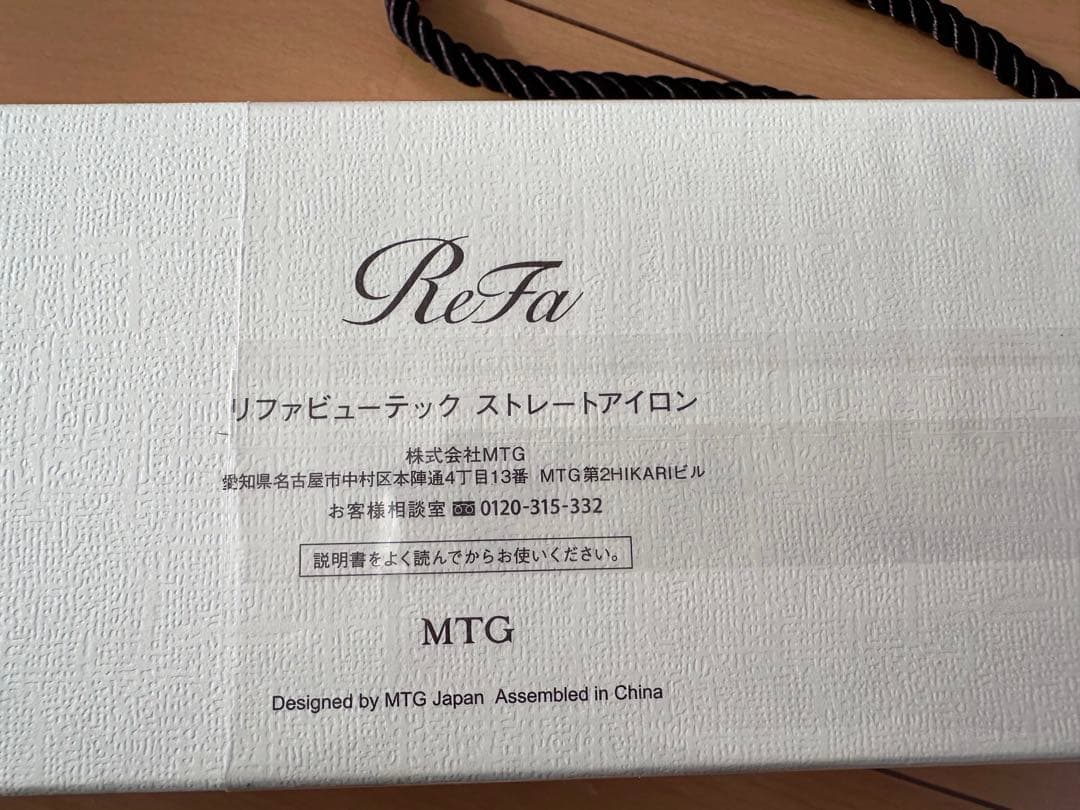 ReFa
リファビューテック ストレートアイロン
株式会社MTG
愛知県名古屋市中村区本陣通4丁目13番 MTG第2HIKARIビル
お客様相談室 0120-315-332
説明書をよく読んでからお使いください。
MTG
Designed by MTG Japan Assembled in China